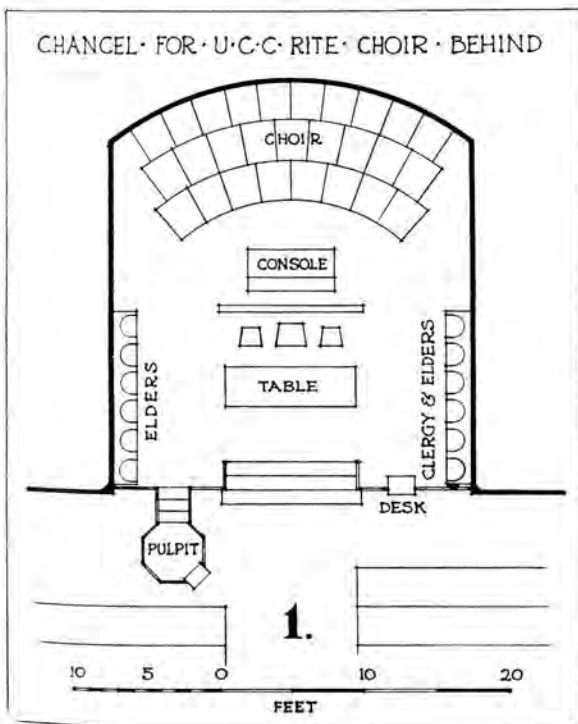 CHANCEL· FOR· U·C·C· RITE· CHOIR· BEHIND
CHOIR
CONSOLE
ELDERS
CLERGY & ELDERS
TABLE
DESK
PULPIT
1.
10 5 0 10 20
FEET